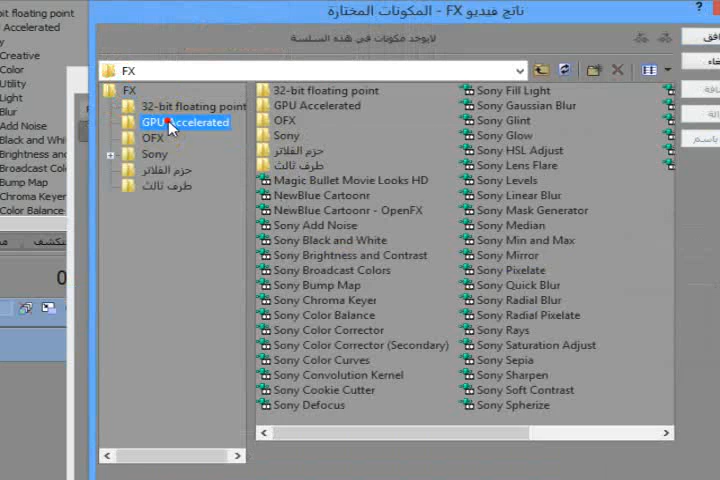 ناتج فيديو FX - المكونات المختارة
?
لايوجد مكونات في هذه السلسة
FX
FX
32-bit floating point
GPU Accelerated
OFX
Sony
حزم الفلاتر
طرف ثالث
32-bit floating point
GPU Accelerated
OFX
Sony
حزم الفلاتر
طرف ثالث
Magic Bullet Movie Looks HD
NewBlue Cartoonr
NewBlue Cartoonr - OpenFX
Sony Add Noise
Sony Black and White
Sony Brightness and Contrast
Sony Broadcast Colors
Sony Bump Map
Sony Chroma Keyer
Sony Color Balance
Sony Color Corrector
Sony Color Corrector (Secondary)
Sony Color Curves
Sony Convolution Kernel
Sony Cookie Cutter
Sony Defocus
Sony Fill Light
Sony Gaussian Blur
Sony Glint
Sony Glow
Sony HSL Adjust
Sony Lens Flare
Sony Levels
Sony Linear Blur
Sony Mask Generator
Sony Median
Sony Min and Max
Sony Mirror
Sony Pixelate
Sony Quick Blur
Sony Radial Blur
Sony Radial Pixelate
Sony Rays
Sony Saturation Adjust
Sony Sepia
Sony Sharpen
Sony Soft Contrast
Sony Spherize
bit floating point
Accelerated
Creative
Color
Utility
Light
Blur
Add Noise
Black and Whit
Brightness and
Broadcast Colo
Bump Map
Chroma Keyer
Color Balance